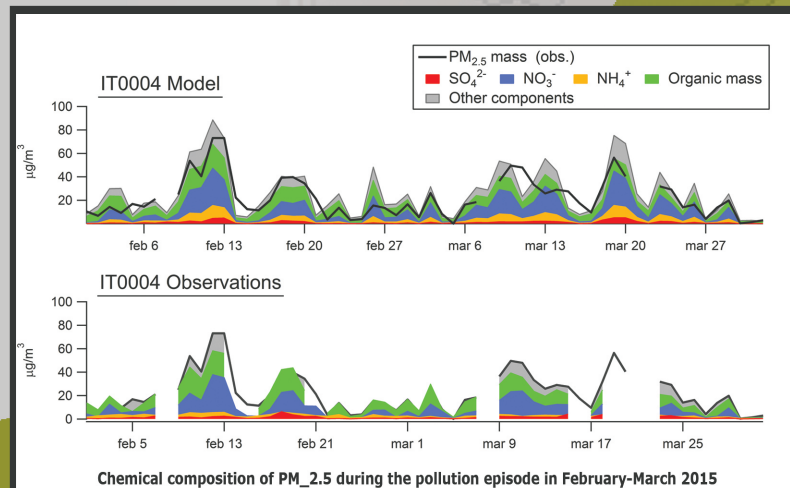 PM2.5 mass (obs.)
SO4 2- NO3- NH4+ Organic mass
Other components
IT0004 Model
100
80
60
40
20
µg/m3
feb 6 feb 13 feb 20 feb 27 mar 6 mar 13 mar 20 mar 27
IT0004 Observations
100
80
60
40
20
0
µg/m3
feb 5 feb 13 feb 21 mar 1 mar 9 mar 17 mar 25
Chemical composition of PM_2.5 during the pollution episode in February-March 2015